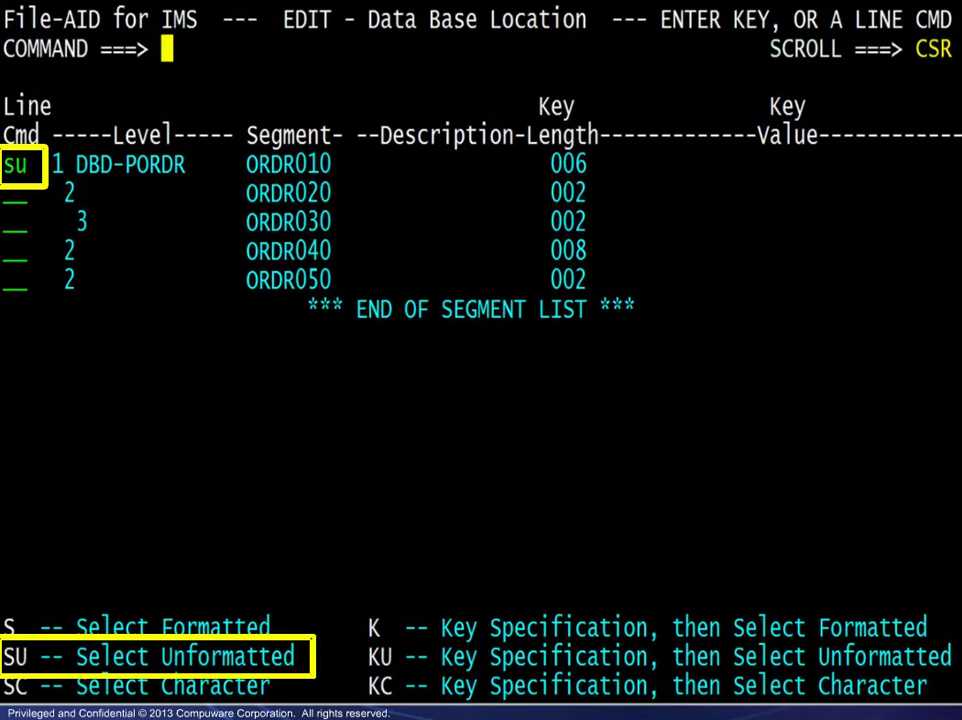 File-AID for IMS --- EDIT - Data Base Location --- ENTER KEY, OR A LINE CMD
COMMAND ===> SCROLL ===> CSR
Line Key Key
Cmd -----Level----- Segment- --Description-Length-------------Value------------
su 1 DBD-PORDR ORDR010 006
__ 2 ORDR020 002
__ 3 ORDR030 002
__ 2 ORDR040 008
__ 2 ORDR050 002
*** END OF SEGMENT LIST ***
S -- Select Formatted K -- Key Specification, then Select Formatted
SU -- Select Unformatted KU -- Key Specification, then Select Unformatted
SC -- Select Character KC -- Key Specification, then Select Character
Privileged and Confidential © 2013 Compuware Corporation. All rights reserved.